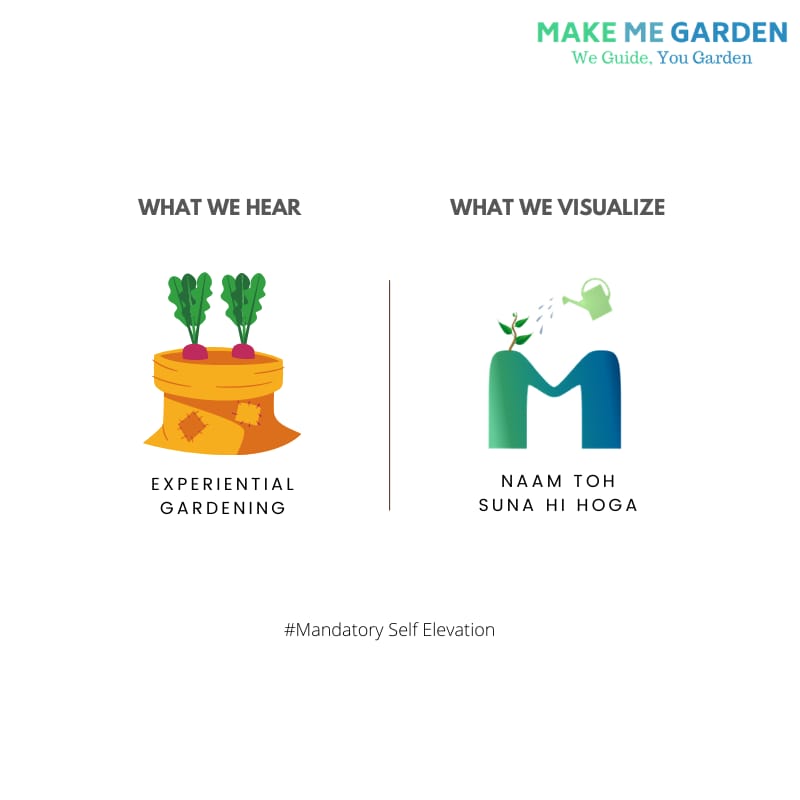 MAKE ME GARDEN
We Guide, You Garden
WHAT WE HEAR
WHAT WE VISUALIZE
EXPERIENTIAL
GARDENING
NAAM TOH
SUNA HI HOGA
#Mandatory Self Elevation